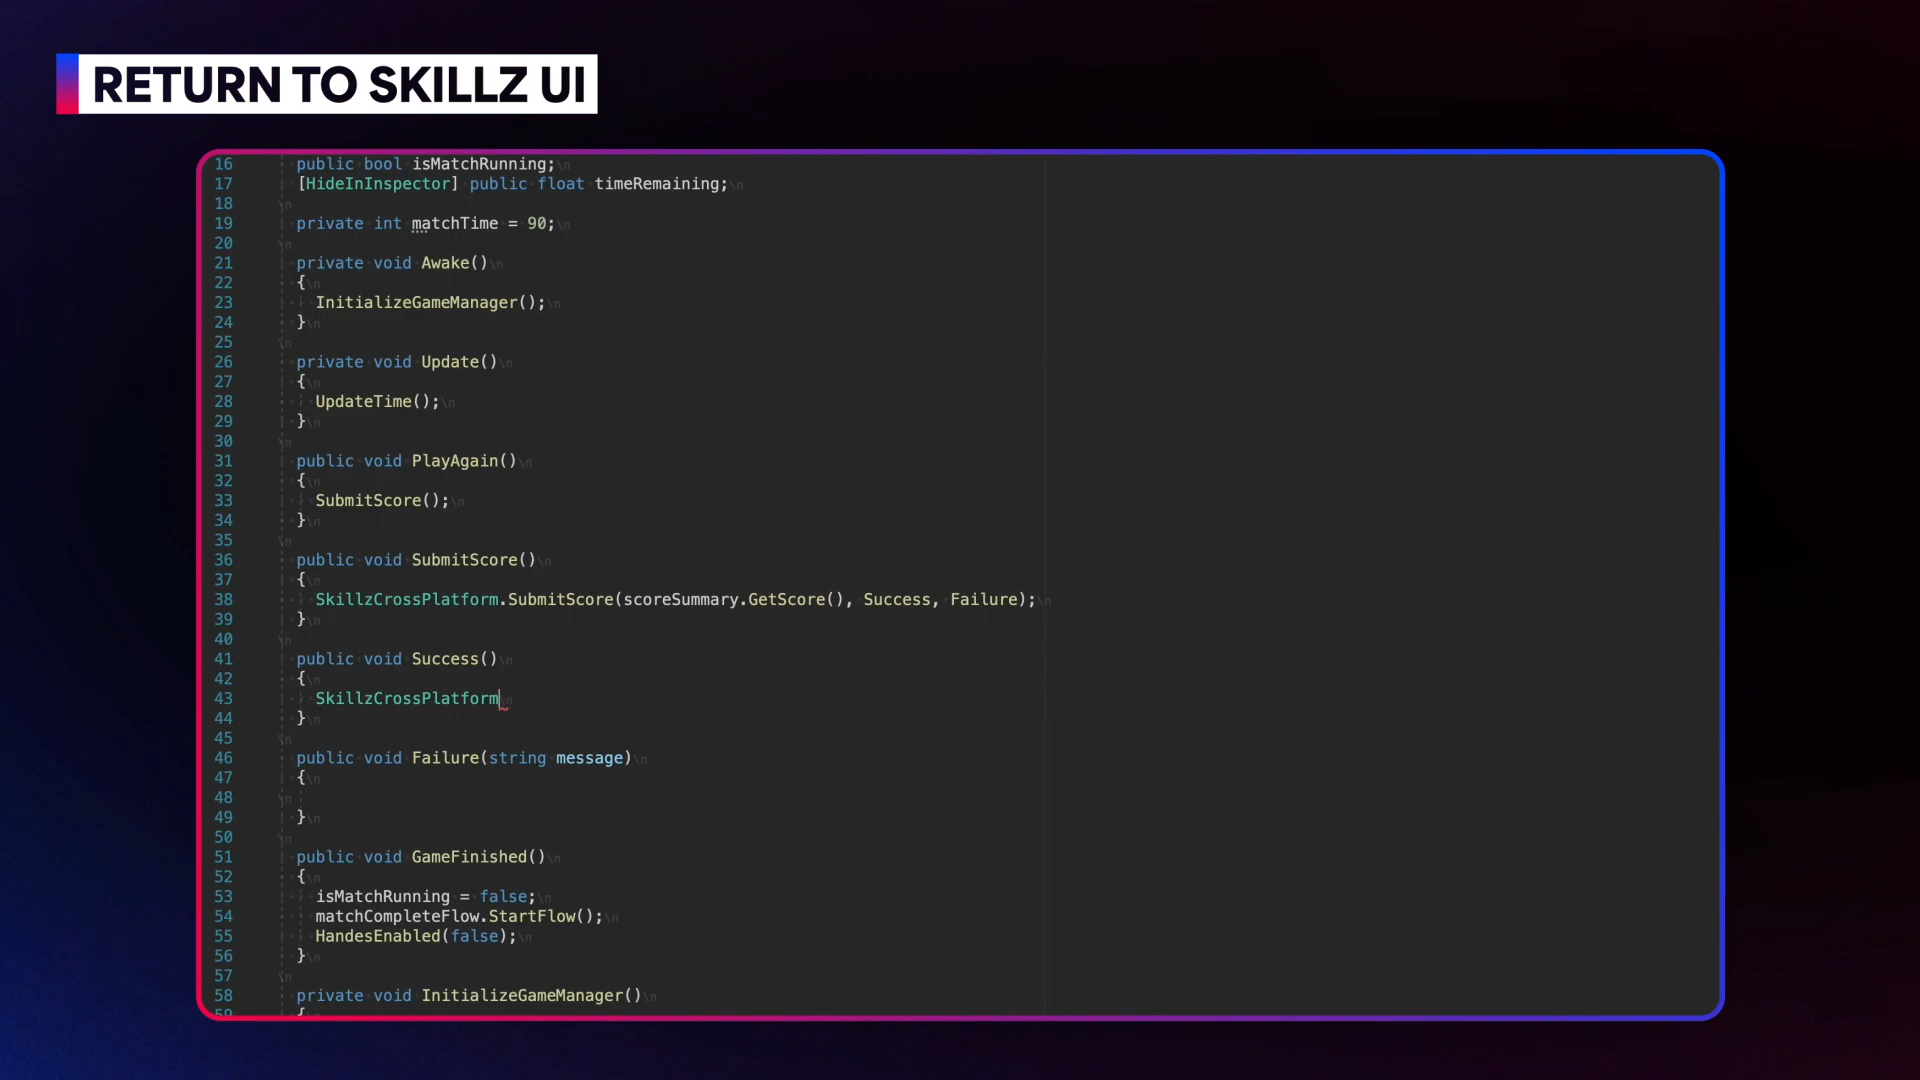 RETURN TO SKILLZ UI
16 public bool isMatchRunning;\n
17 [HideInInspector] public float timeRemaining;\n
18 \n
19 private int matchTime = 90;\n
20 \n
21 private void Awake()\n
22 {\n
23 InitializeGameManager();\n
24 }\n
25 \n
26 private void Update()\n
27 {\n
28 UpdateTime();\n
29 }\n
30 \n
31 public void PlayAgain()\n
32 {\n
33 SubmitScore();\n
34 }\n
35 \n
36 public void SubmitScore()\n
37 {\n
38 SkillzCrossPlatform.SubmitScore(scoreSummary.GetScore(), Success, Failure);\n
39 }\n
40 \n
41 public void Success()\n
42 {\n
43 SkillzCrossPlatform\n
44 }\n
45 \n
46 public void Failure(string message)\n
47 {\n
48 \n
49 }\n
50 \n
51 public void GameFinished()\n
52 {\n
53 isMatchRunning = false;\n
54 matchCompleteFlow.StartFlow();\n
55 HandesEnabled(false);\n
56 }\n
57 \n
58 private void InitializeGameManager()\n
59 {